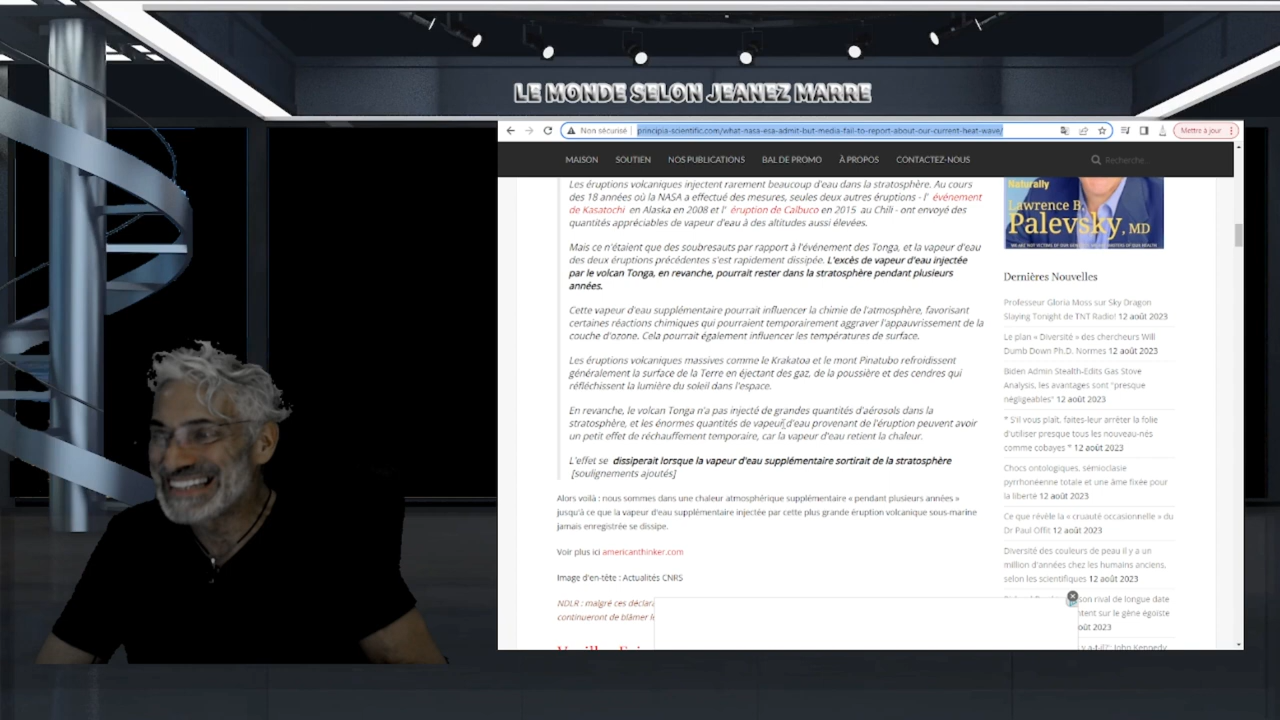 LE MONDE SELON JEANEZ MARRE
Non sécurisé principia-scientific.com/what-nasa-esa-admit-but-media-fail-to-report-about-our-current-heat-wave/ Mettre à jour
MAISON SOUTIEN NOS PUBLICATIONS BAL DE PROMO À PROPOS CONTACTEZ-NOUS Recherche...
Les éruptions volcaniques injectent rarement beaucoup d'eau dans la stratosphère. Au cours
des 18 années où la NASA a effectué des mesures, seules deux autres éruptions - l' événement
de Kasatochi en Alaska en 2008 et l' éruption de Calbuco en 2015 au Chili - ont envoyé des
quantités appréciables de vapeur d'eau à des altitudes aussi élevées.
Mais ce n'étaient que des soubresauts par rapport à l'événement des Tonga, et la vapeur d'eau
des deux éruptions précédentes s'est rapidement dissipée. L'excès de vapeur d'eau injectée
par le volcan Tonga, en revanche, pourrait rester dans la stratosphère pendant plusieurs
années.
Cette vapeur d'eau supplémentaire pourrait influencer la chimie de l'atmosphère, favorisant
certaines réactions chimiques qui pourraient temporairement aggraver l'appauvrissement de la
couche d'ozone. Cela pourrait également influencer les températures de surface.
Les éruptions volcaniques massives comme le Krakatoa et le mont Pinatubo refroidissent
généralement la surface de la Terre en éjectant des gaz, de la poussière et des cendres qui
réfléchissent la lumière du soleil dans l'espace.
En revanche, le volcan Tonga n'a pas injecté de grandes quantités d'aérosols dans la
stratosphère, et les énormes quantités de vapeur d'eau provenant de l'éruption peuvent avoir
un petit effet de réchauffement temporaire, car la vapeur d'eau retient la chaleur.
L'effet se dissiperait lorsque la vapeur d'eau supplémentaire sortirait de la stratosphère
[soulignements ajoutés]
Alors voilà : nous sommes dans une chaleur atmosphérique supplémentaire « pendant plusieurs années »
jusqu'à ce que la vapeur d'eau supplémentaire injectée par cette plus grande éruption volcanique sous-marine
jamais enregistrée se dissipe.
Voir plus ici americanthinker.com
Image d'en-tête : Actualités CNRS
NDLR : malgré ces déclara
continueront de blâmer l
Naturally
Lawrence B.
Palevsky, MD
Dernières Nouvelles
Professeur Gloria Moss sur Sky Dragon
Slaying Tonight de TNT Radio! 12 août 2023
Le plan « Diversité » des chercheurs Will
Dumb Down Ph.D. Normes 12 août 2023
Biden Admin Stealth-Edits Gas Stove
Analysis, les avantages sont "presque
négligeables" 12 août 2023
" S'il vous plaît, faites-leur arrêter la folie
d'utiliser presque tous les nouveau-nés
comme cobayes " 12 août 2023
Chocs ontologiques, sémioclasie
pyrrhonéenne totale et une âme fixée pour
la liberté 12 août 2023
Ce que révèle la « cruauté occasionnelle » du
Dr Paul Offit 12 août 2023
Diversité des couleurs de peau il y a un
million d'années chez les humains anciens,
selon les scientifiques 12 août 2023
son rival de longue date
tent sur le gène égoïste
août 2023
y a-t-il?': John Kennedy